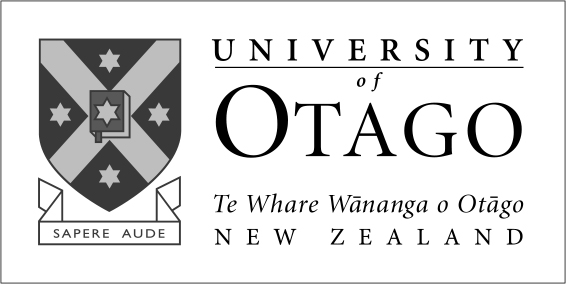 UNIVERSITY
of
OTAGO
Te Whare Wānanga o Otāgo
NEW ZEALAND
SAPERE AUDE